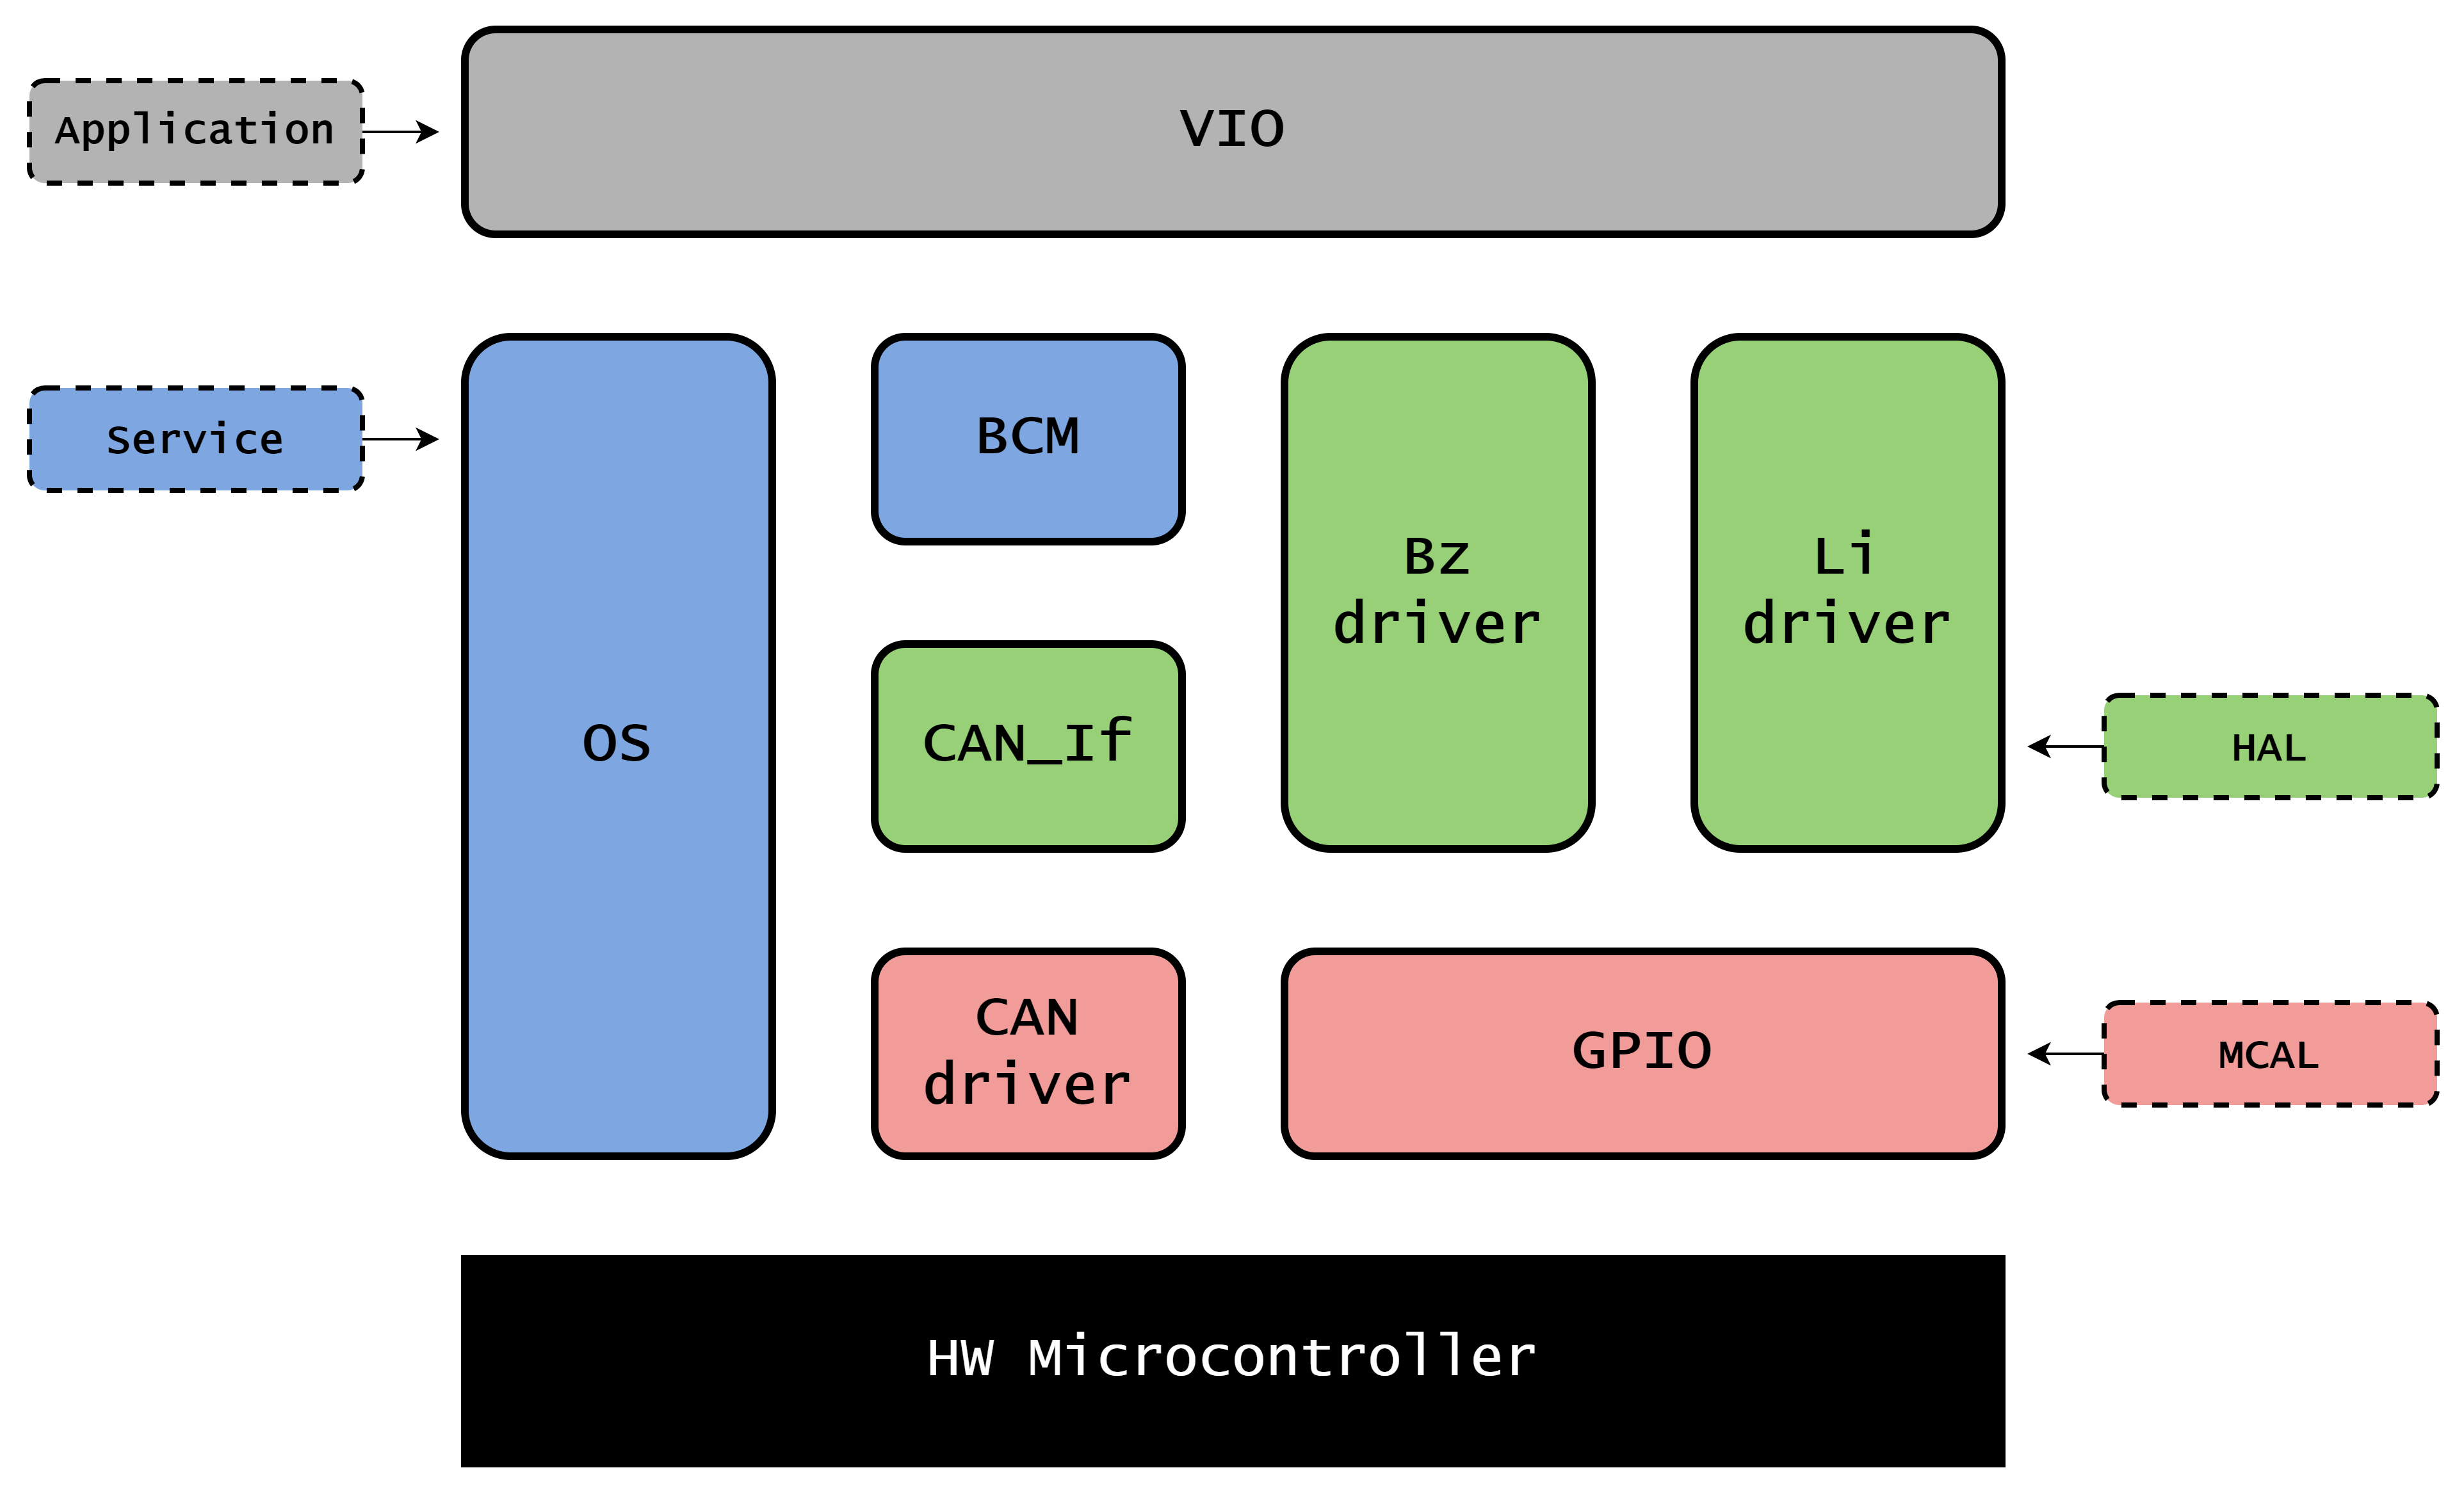 VIO
Application
Service
OS
BCM
Bz
driver
Li
driver
CAN_If
HAL
CAN
driver
GPIO
MCAL
HW Microcontroller